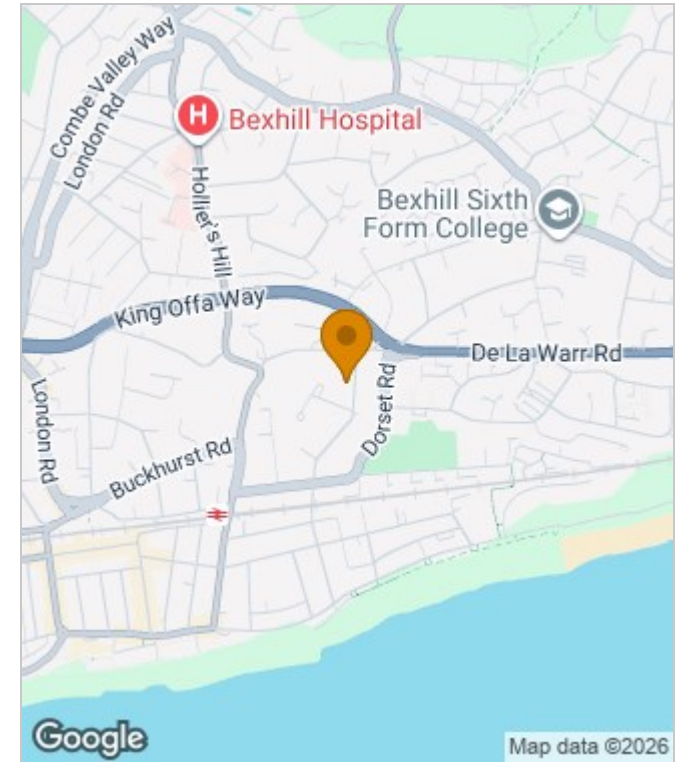 Combe Valley Way
London Rd
H
Bexhill Hospital
Hollier's Hill
Bexhill Sixth
Form College
King Offa Way
De La Warr Rd
London Rd
Dorset Rd
Buckhurst Rd
Google
Map data ©2026